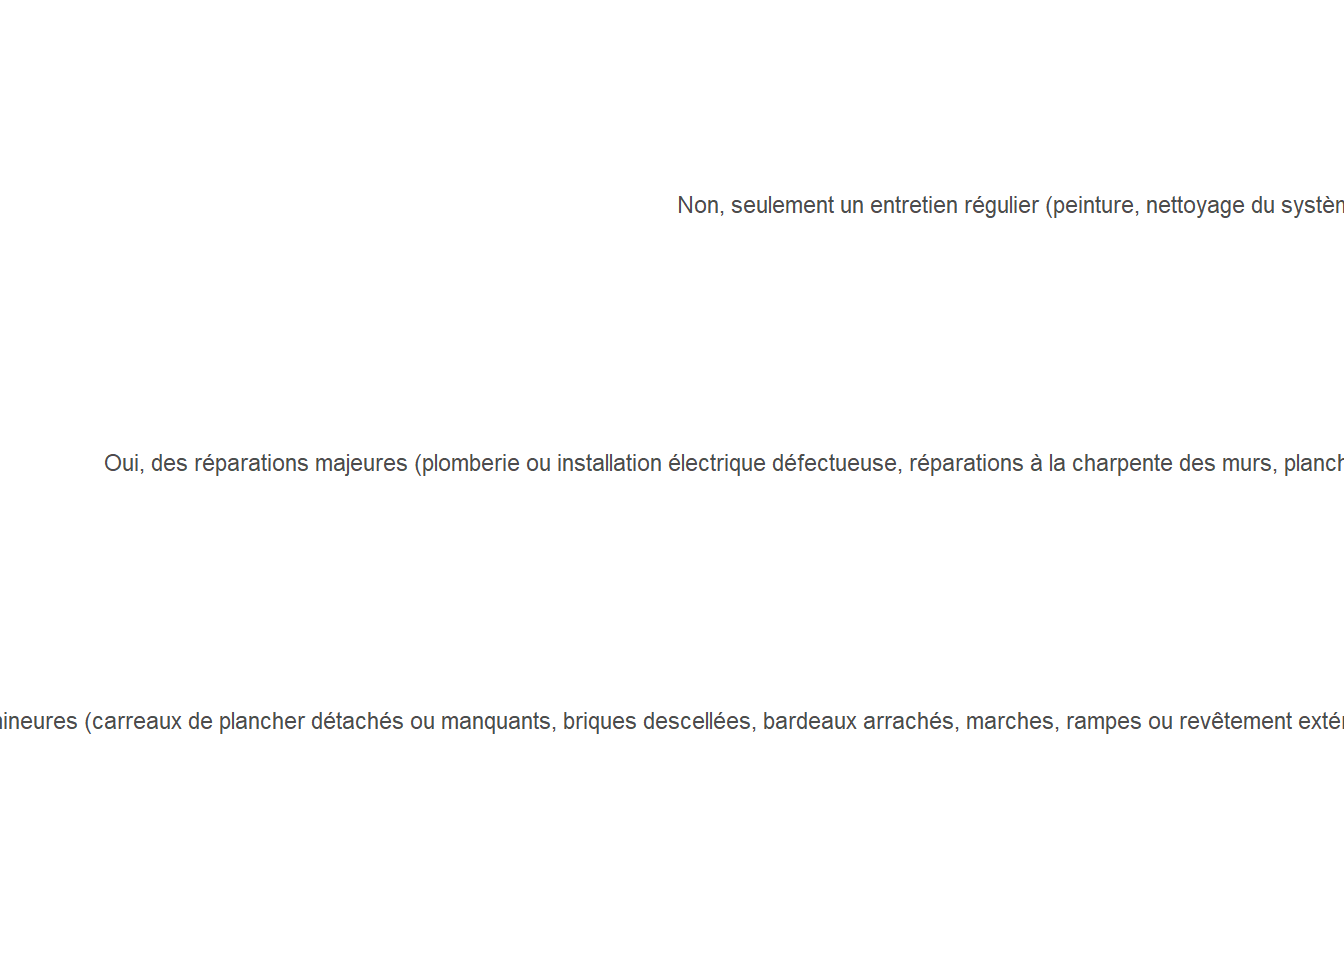 Non, seulement un entretien régulier (peinture, nettoyage du systèm
Oui, des réparations majeures (plomberie ou installation électrique défectueuse, réparations à la charpente des murs, planch
ineures (carreaux de plancher détachés ou manquants, briques descellées, bardeaux arrachés, marches, rampes ou revêtement extér